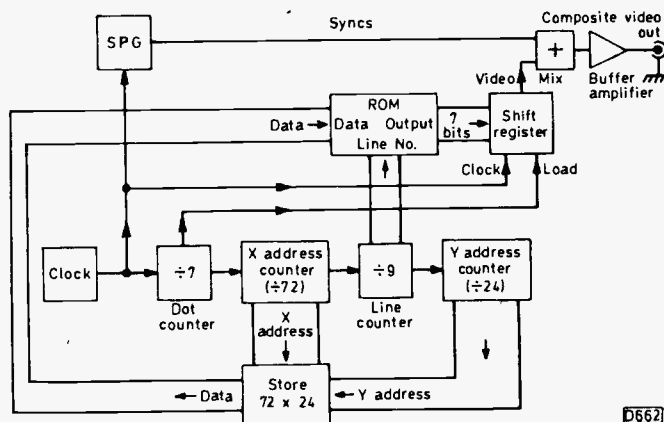 Composite video
out
Syncs
SPG
+
Video
Mix
Buffer
amplifier
ROM
Data → Data Output
Line No.
7
bits
Shift
register
Clock
Load
Clock
÷7
Dot
counter
X address
counter
(÷72)
÷9
Line
counter
Y address
counter
(÷24)
X
address
Store
72 x 24
← Data
← Y address
D662